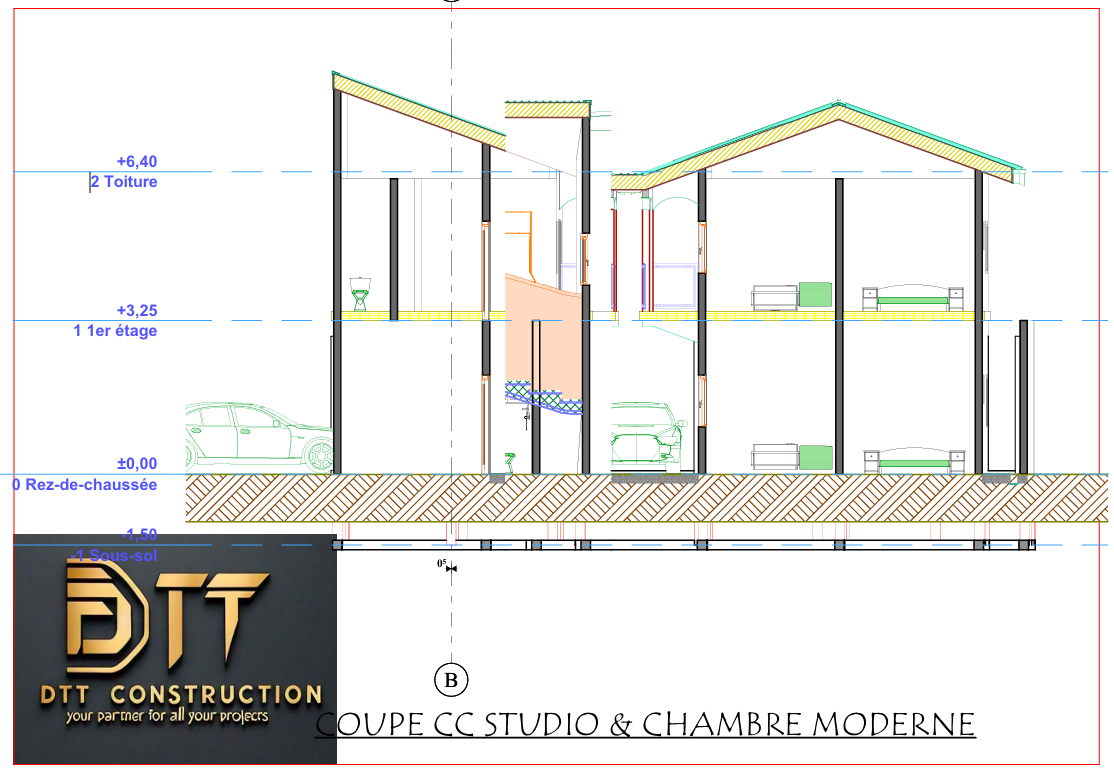 +6,40
2 Toiture
+3,25
1 1er étage
±0,00
0 Rez-de-chaussée
-1,50
-1 Sous-sol
0⁵
B
DTT
DTT CONSTRUCTION
your partner for all your projects
COUPE CC STUDIO & CHAMBRE MODERNE